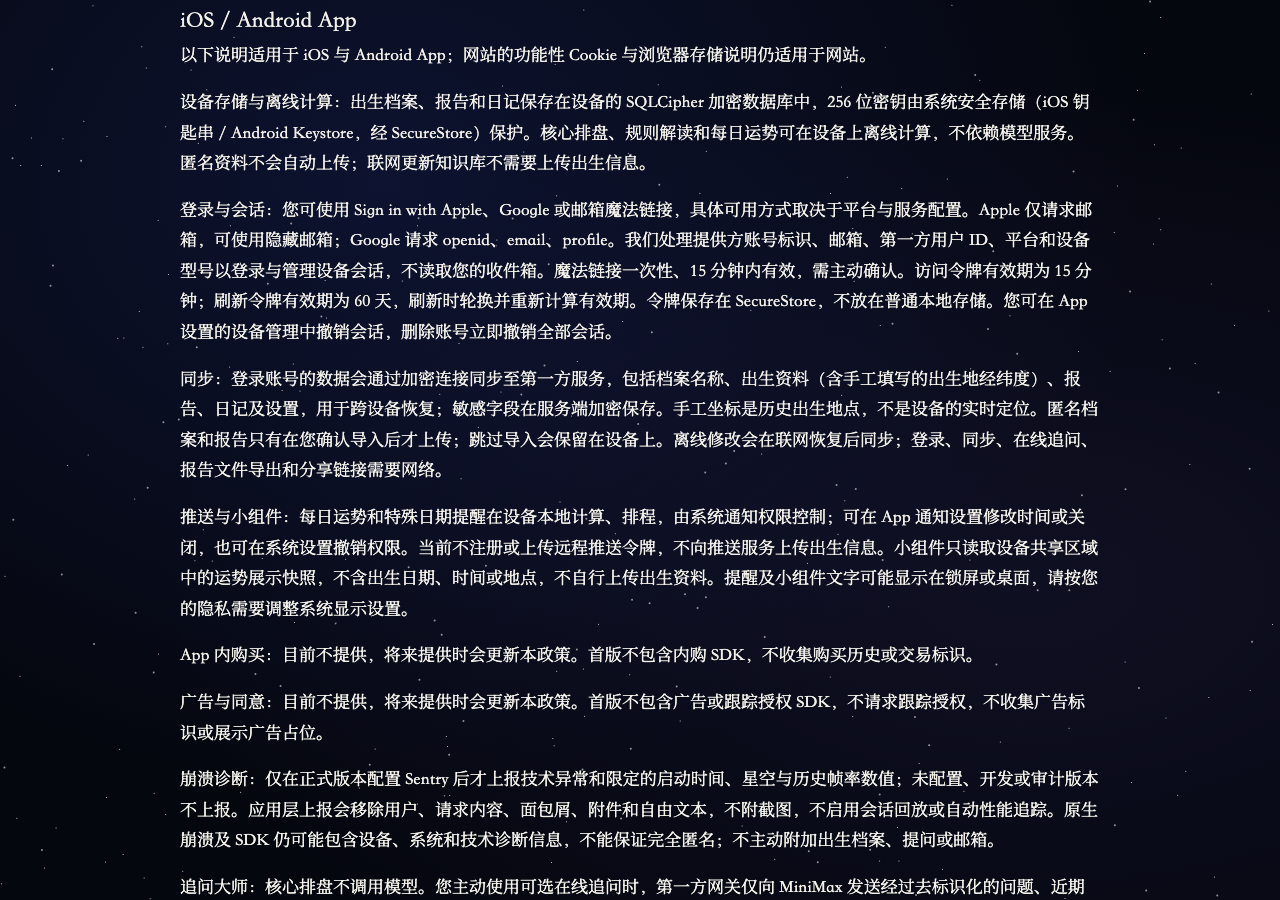 iOS / Android App
以下说明适用于 iOS 与 Android App；网站的功能性 Cookie 与浏览器存储说明仍适用于网站。
设备存储与离线计算：出生档案、报告和日记保存在设备的 SQLCipher 加密数据库中，256 位密钥由系统安全存储（iOS 钥
匙串 / Android Keystore，经 SecureStore）保护。核心排盘、规则解读和每日运势可在设备上离线计算，不依赖模型服务。
匿名资料不会自动上传；联网更新知识库不需要上传出生信息。
登录与会话：您可使用 Sign in with Apple、Google 或邮箱魔法链接，具体可用方式取决于平台与服务配置。Apple 仅请求邮
箱，可使用隐藏邮箱；Google 请求 openid、email、profile。我们处理提供方账号标识、邮箱、第一方用户 ID、平台和设备
型号以登录与管理设备会话，不读取您的收件箱。魔法链接一次性、15 分钟内有效，需主动确认。访问令牌有效期为 15 分
钟；刷新令牌有效期为 60 天，刷新时轮换并重新计算有效期。令牌保存在 SecureStore，不放在普通本地存储。您可在 App
设置的设备管理中撤销会话，删除账号立即撤销全部会话。
同步：登录账号的数据会通过加密连接同步至第一方服务，包括档案名称、出生资料（含手工填写的出生地经纬度）、报
告、日记及设置，用于跨设备恢复；敏感字段在服务端加密保存。手工坐标是历史出生地点，不是设备的实时定位。匿名档
案和报告只有在您确认导入后才上传；跳过导入会保留在设备上。离线修改会在联网恢复后同步；登录、同步、在线追问、
报告文件导出和分享链接需要网络。
推送与小组件：每日运势和特殊日期提醒在设备本地计算、排程，由系统通知权限控制；可在 App 通知设置修改时间或关
闭，也可在系统设置撤销权限。当前不注册或上传远程推送令牌，不向推送服务上传出生信息。小组件只读取设备共享区域
中的运势展示快照，不含出生日期、时间或地点，不自行上传出生资料。提醒及小组件文字可能显示在锁屏或桌面，请按您
的隐私需要调整系统显示设置。
App 内购买：目前不提供，将来提供时会更新本政策。首版不包含内购 SDK，不收集购买历史或交易标识。
广告与同意：目前不提供，将来提供时会更新本政策。首版不包含广告或跟踪授权 SDK，不请求跟踪授权，不收集广告标
识或展示广告占位。
崩溃诊断：仅在正式版本配置 Sentry 后才上报技术异常和限定的启动时间、星空与历史帧率数值；未配置、开发或审计版本
不上报。应用层上报会移除用户、请求内容、面包屑、附件和自由文本，不附截图，不启用会话回放或自动性能追踪。原生
崩溃及 SDK 仍可能包含设备、系统和技术诊断信息，不能保证完全匿名；不主动附加出生档案、提问或邮箱。
追问大师：核心排盘不调用模型。您主动使用可选在线追问时，第一方网关仅向 MiniMax 发送经过去标识化的问题、近期